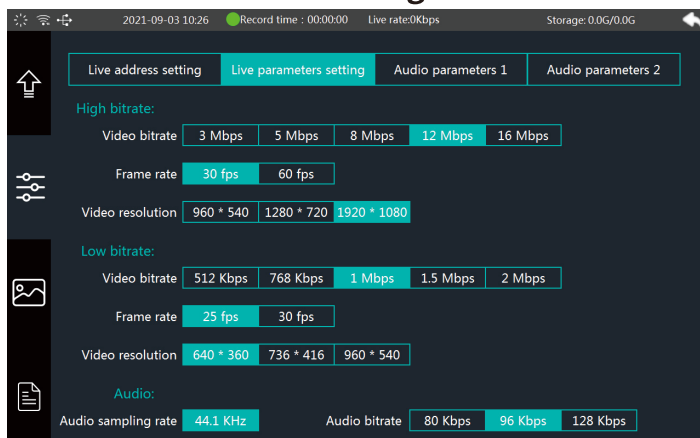 2021-09-03 10:26 Record time : 00:00:00 Live rate:0Kbps Storage: 0.0G/0.0G
Live address setting Live parameters setting Audio parameters 1 Audio parameters 2
High bitrate:
Video bitrate 3 Mbps 5 Mbps 8 Mbps 12 Mbps 16 Mbps
Frame rate 30 fps 60 fps
Video resolution 960 * 540 1280 * 720 1920 * 1080
Low bitrate:
Video bitrate 512 Kbps 768 Kbps 1 Mbps 1.5 Mbps 2 Mbps
Frame rate 25 fps 30 fps
Video resolution 640 * 360 736 * 416 960 * 540
Audio:
Audio sampling rate 44.1 KHz Audio bitrate 80 Kbps 96 Kbps 128 Kbps